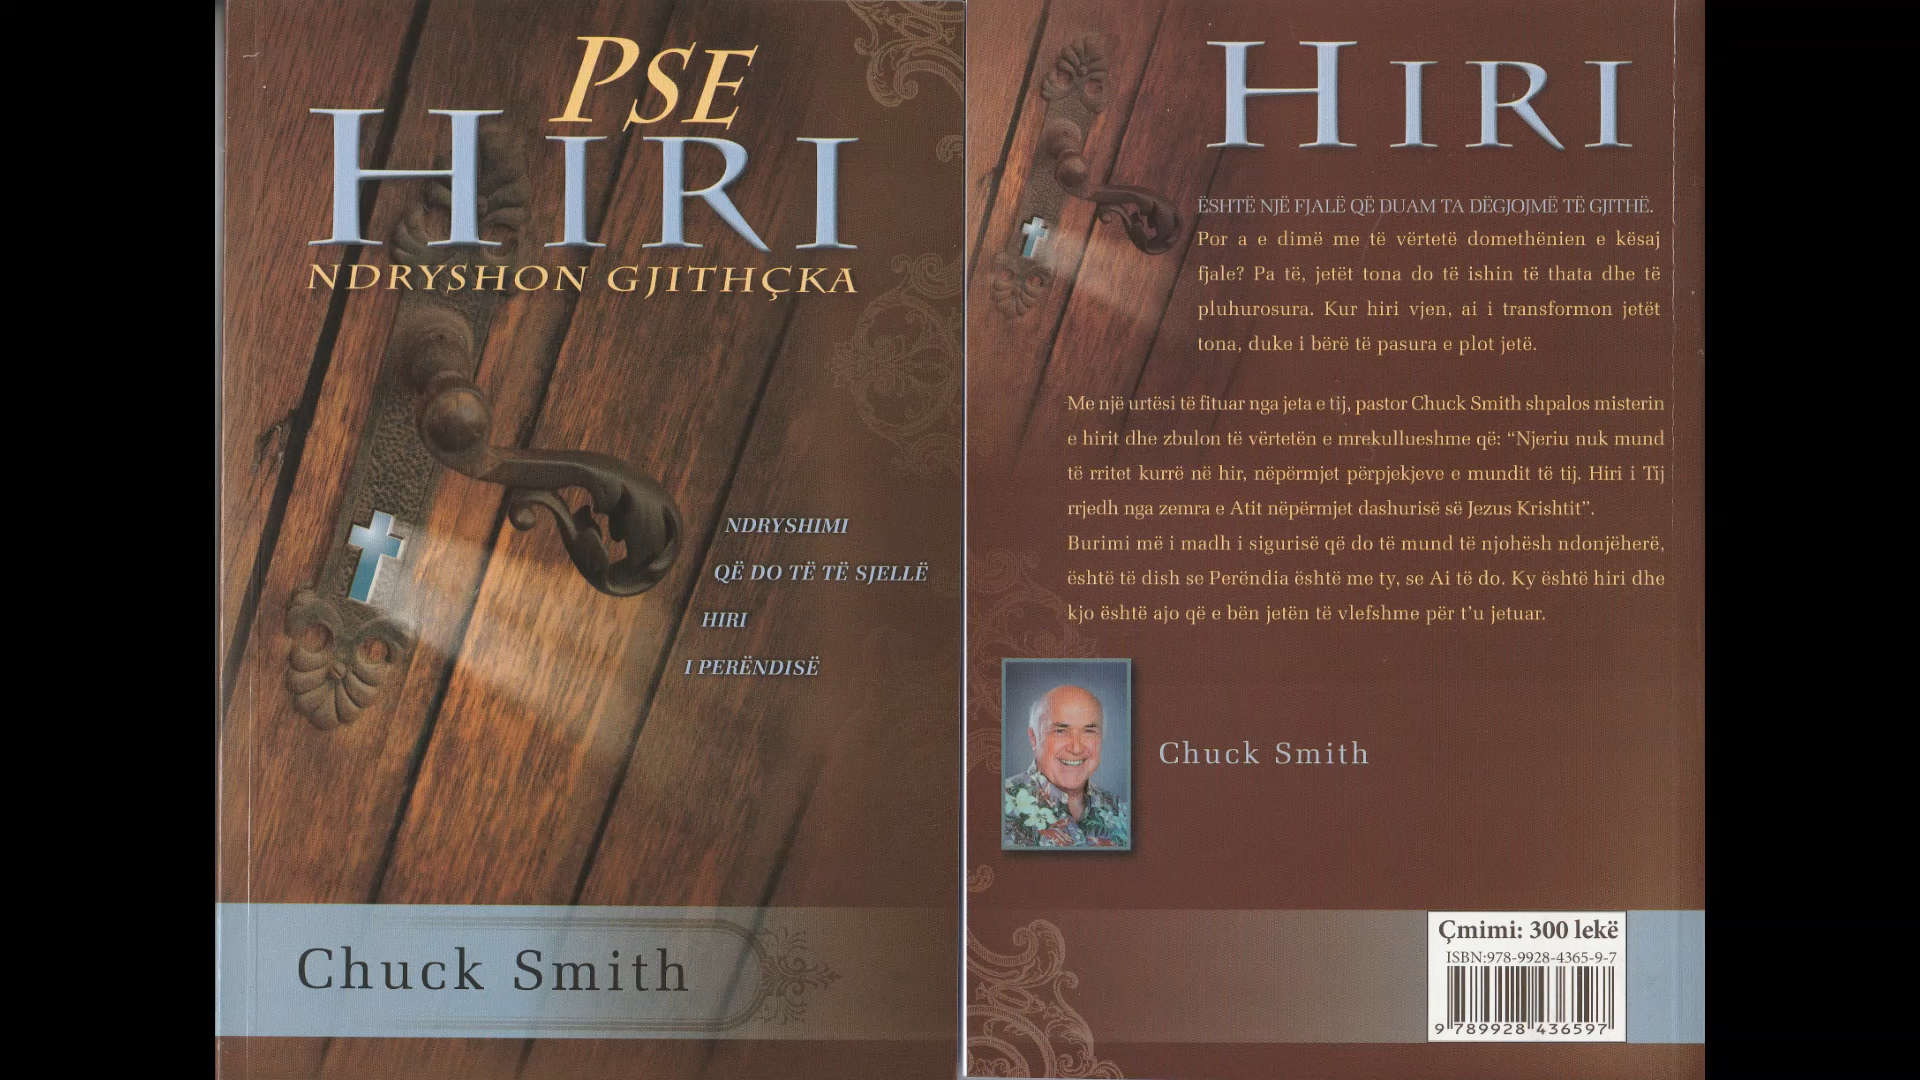 PSE
HIRI
NDRYSHON GJITHÇKA
NDRYSHIMI
QË DO TË TË SJELLË
HIRI
I PERËNDISË
Chuck Smith
HIRI
ËSHTË NJË FJALË QË DUAM TA DËGJOJMË TË GJITHË.
Por a e dimë me të vërtetë domethënien e kësaj
fjale? Pa të, jetët tona do të ishin të thata dhe të
pluhurosura. Kur hiri vjen, ai i transformon jetët
tona, duke i bërë të pasura e plot jetë.
Me një urtësi të fituar nga jeta e tij, pastor Chuck Smith shpalos misterin
e hirit dhe zbulon të vërtetën e mrekullueshme që: “Njeriu nuk mund
të rritet kurrë në hir, nëpërmjet përpjekjeve e mundit të tij. Hiri i Tij
rrjedh nga zemra e Atit nëpërmjet dashurisë së Jezus Krishtit”.
Burimi më i madh i sigurisë që do të mund të njohësh ndonjëherë,
është të dish se Perëndia është me ty, se Ai të do. Ky është hiri dhe
kjo është ajo që e bën jetën të vlefshme për t’u jetuar.
Chuck Smith
Çmimi: 300 lekë
ISBN:978-9928-4365-9-7
9 789928 436597